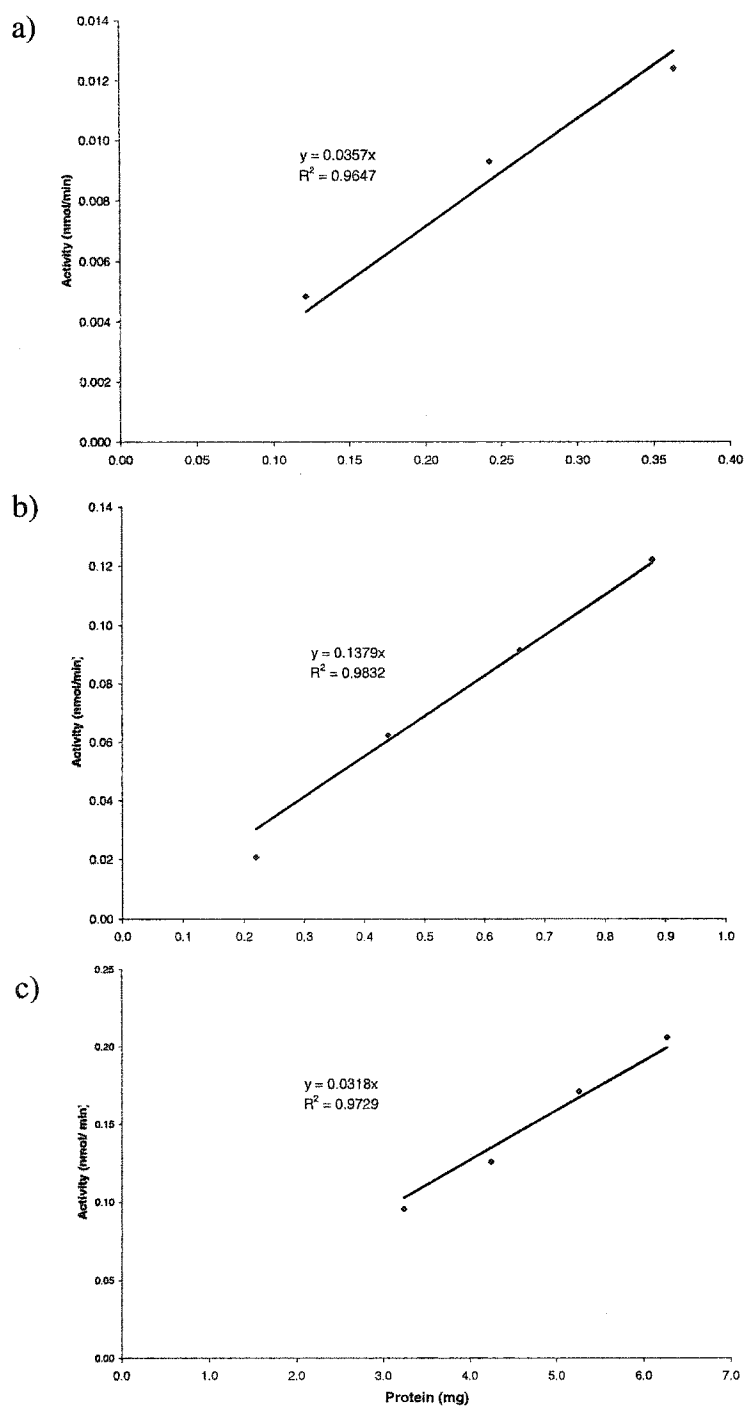 a)
0.014
0.012
0.010
0.008
0.006
0.004
0.002
0.000
Activity (nmol/min)
y = 0.0357x
R² = 0.9647
0.00 0.05 0.10 0.15 0.20 0.25 0.30 0.35 0.40
b)
0.14
0.12
0.10
0.08
0.06
0.04
0.02
0.00
Activity (nmol/min)
y = 0.1379x
R² = 0.9832
0.0 0.1 0.2 0.3 0.4 0.5 0.6 0.7 0.8 0.9 1.0
c)
0.25
0.20
0.15
0.10
0.05
0.00
Activity (nmol/ min)
y = 0.0318x
R² = 0.9729
0.0 1.0 2.0 3.0 4.0 5.0 6.0 7.0
Protein (mg)